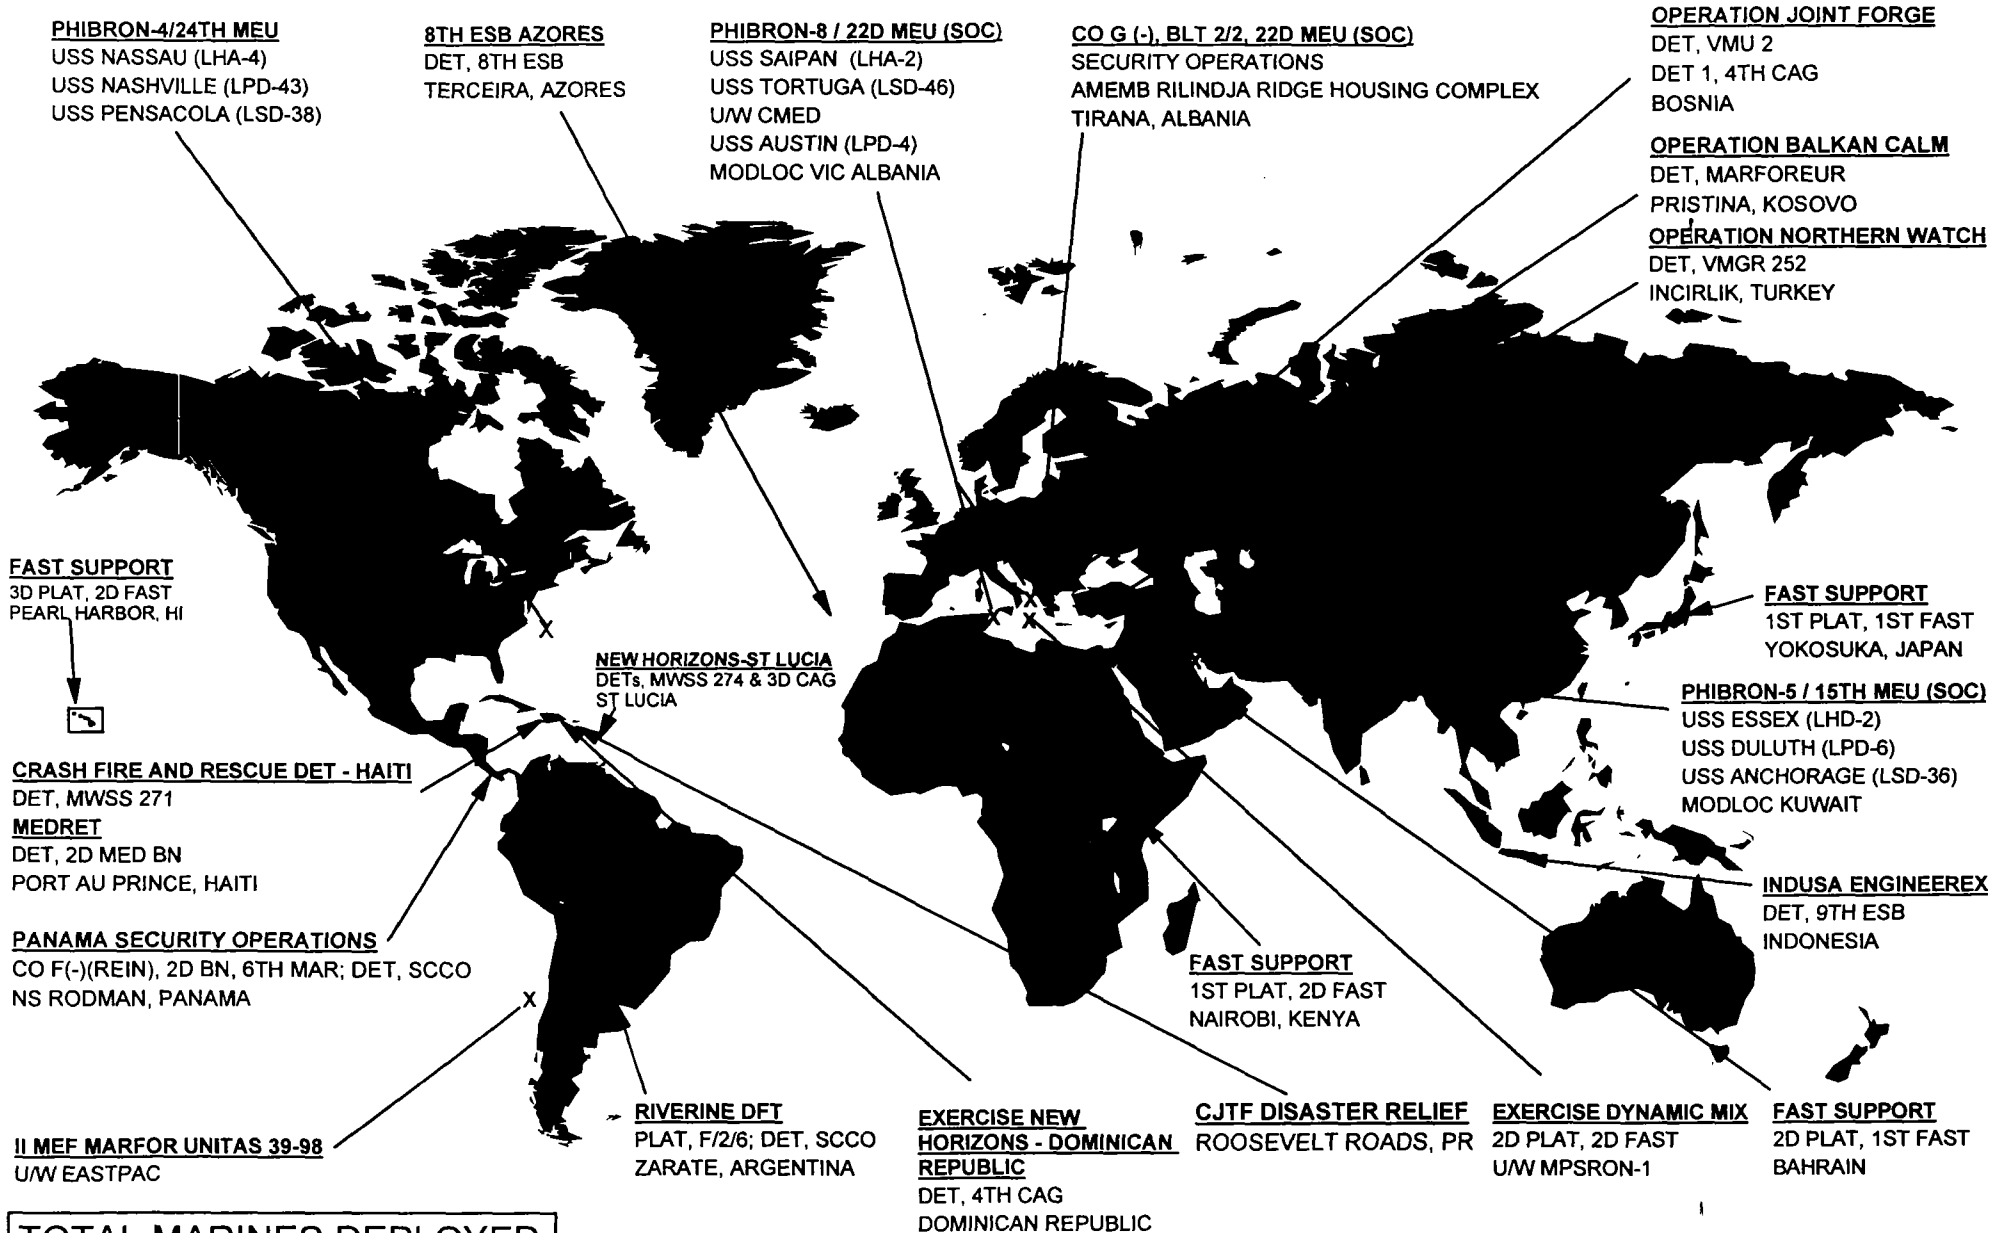 PHIBRON-4/24TH MEU
USS NASSAU (LHA-4)
USS NASHVILLE (LPD-43)
USS PENSACOLA (LSD-38)
8TH ESB AZORES
DET, 8TH ESB
TERCEIRA, AZORES
PHIBRON-8 / 22D MEU (SOC)
USS SAIPAN (LHA-2)
USS TORTUGA (LSD-46)
U/W CMED
USS AUSTIN (LPD-4)
MODLOC VIC ALBANIA
CO G (-), BLT 2/2, 22D MEU (SOC)
SECURITY OPERATIONS
AMEMB RILINDJA RIDGE HOUSING COMPLEX
TIRANA, ALBANIA
OPERATION JOINT FORGE
DET, VMU 2
DET 1, 4TH CAG
BOSNIA
OPERATION BALKAN CALM
DET, MARFOREUR
PRISTINA, KOSOVO
OPERATION NORTHERN WATCH
DET, VMGR 252
INCIRLIK, TURKEY
FAST SUPPORT
3D PLAT, 2D FAST
PEARL HARBOR, HI
X
X
X
X
NEW HORIZONS-ST LUCIA
DETs, MWSS 274 & 3D CAG
ST LUCIA
FAST SUPPORT
1ST PLAT, 1ST FAST
YOKOSUKA, JAPAN
PHIBRON-5 / 15TH MEU (SOC)
USS ESSEX (LHD-2)
USS DULUTH (LPD-6)
USS ANCHORAGE (LSD-36)
MODLOC KUWAIT
CRASH FIRE AND RESCUE DET - HAITI
DET, MWSS 271
MEDRET
DET, 2D MED BN
PORT AU PRINCE, HAITI
INDUSA ENGINEEREX
DET, 9TH ESB
INDONESIA
PANAMA SECURITY OPERATIONS
CO F(-)(REIN), 2D BN, 6TH MAR; DET, SCCO
NS RODMAN, PANAMA
X
FAST SUPPORT
1ST PLAT, 2D FAST
NAIROBI, KENYA
II MEF MARFOR UNITAS 39-98
U/W EASTPAC
RIVERINE DFT
PLAT, F/2/6; DET, SCCO
ZARATE, ARGENTINA
EXERCISE NEW
HORIZONS - DOMINICAN
REPUBLIC
DET, 4TH CAG
DOMINICAN REPUBLIC
CJTF DISASTER RELIEF
ROOSEVELT ROADS, PR
EXERCISE DYNAMIC MIX
2D PLAT, 2D FAST
U/W MPSRON-1
FAST SUPPORT
2D PLAT, 1ST FAST
BAHRAIN
TOTAL MARINES DEPLOYED